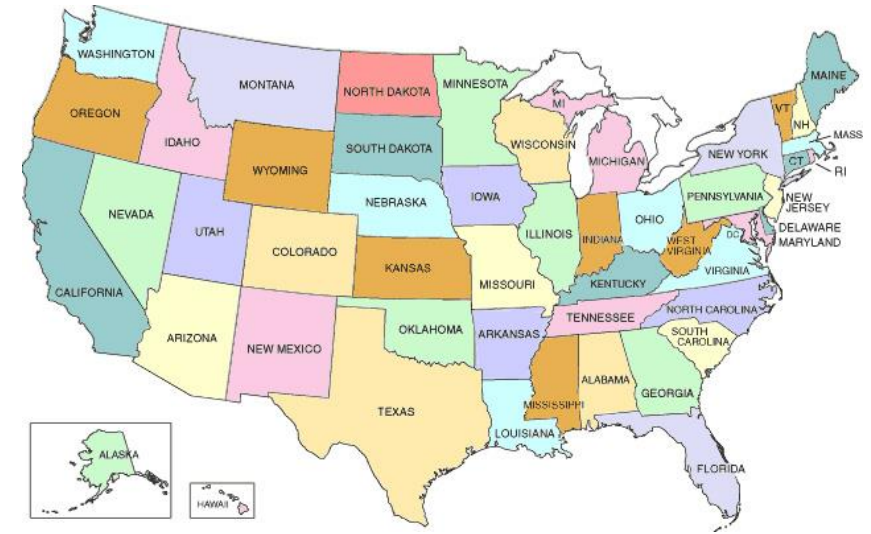 WASHINGTON
MONTANA
NORTH DAKOTA
MINNESOTA
MAINE
OREGON
IDAHO
WYOMING
SOUTH DAKOTA
WISCONSIN
MI
MICHIGAN
VT
NH
MASS
NEW YORK
CT
RI
NEVADA
UTAH
COLORADO
NEBRASKA
IOWA
ILLINOIS
INDIANA
OHIO
PENNSYLVANIA
NEW
JERSEY
DELAWARE
MARYLAND
DC
WEST
VIRGINIA
VIRGINIA
CALIFORNIA
KANSAS
MISSOURI
KENTUCKY
ARIZONA
NEW MEXICO
OKLAHOMA
ARKANSAS
TENNESSEE
NORTH CAROLINA
SOUTH
CAROLINA
TEXAS
LOUISIANA
MISSISSIPPI
ALABAMA
GEORGIA
FLORIDA
ALASKA
HAWAII